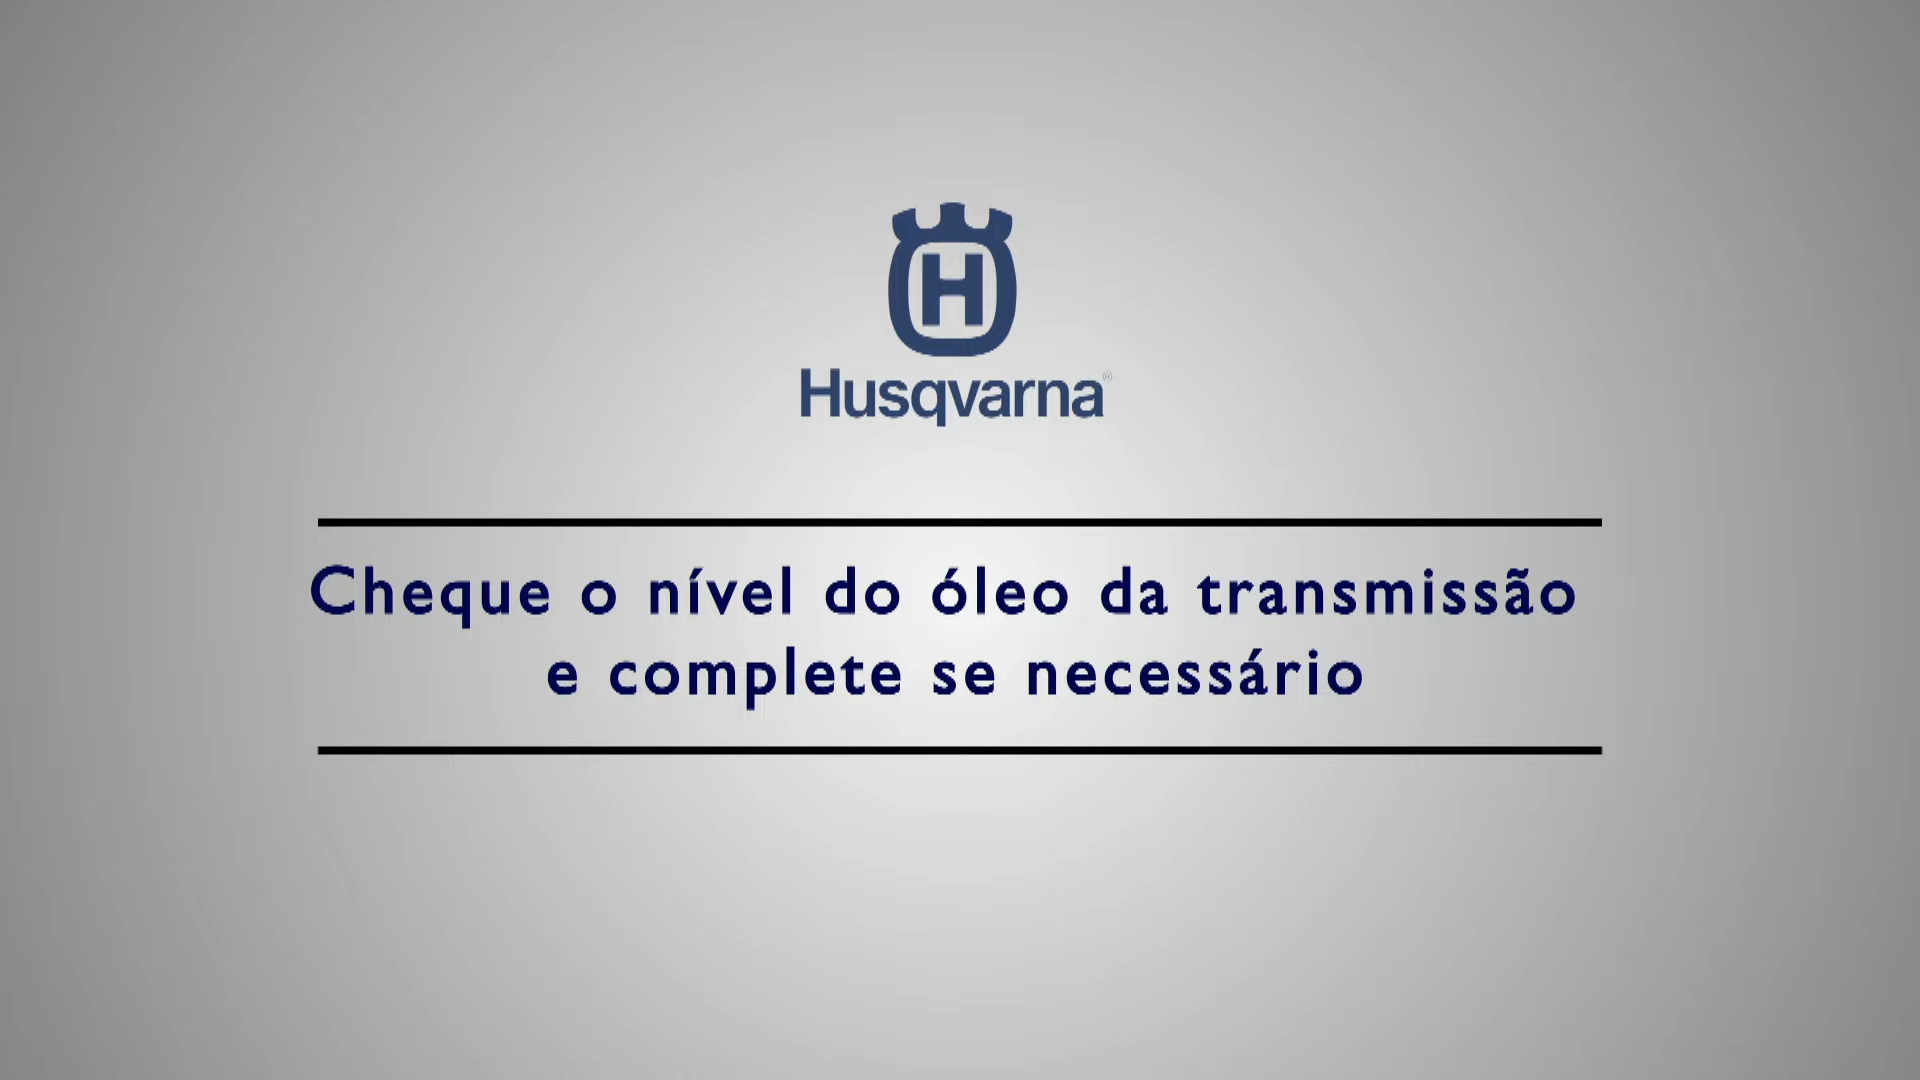 H
Husqvarna®
Cheque o nível do óleo da transmissão
e complete se necessário